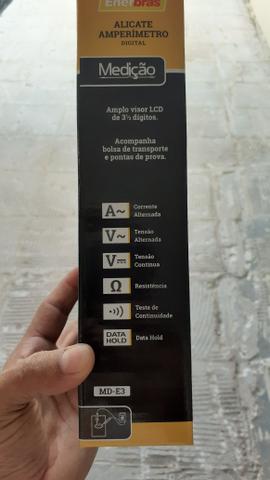 Enerbras
ALICATE
AMPERÍMETRO
DIGITAL
Medição
Amplo visor LCD
de 3½ dígitos.
Acompanha
bolsa de transporte
e pontas de prova.
A~ Corrente
Alternada
V~ Tensão
Alternada
V⎓ Tensão
Contínua
Ω Resistência
Teste de
Continuidade
DATA
HOLD Data Hold
MD-E3